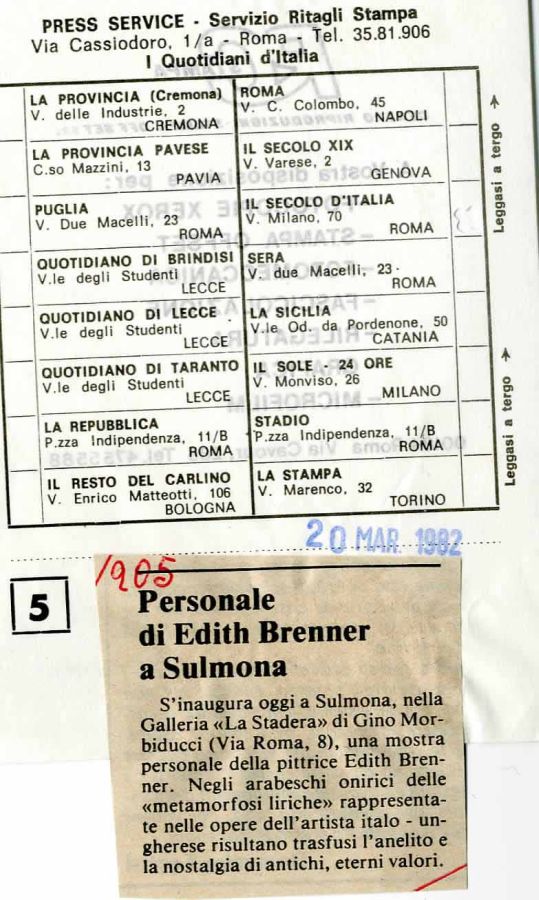 PRESS SERVICE - Servizio Ritagli Stampa
Via Cassiodoro, 1/a - Roma - Tel. 35.81.906
I Quotidiani d'Italia
LA PROVINCIA (Cremona)
V. delle Industrie, 2
CREMONA
ROMA
V. C. Colombo, 45
NAPOLI
LA PROVINCIA PAVESE
C.so Mazzini, 13
PAVIA
IL SECOLO XIX
V. Varese, 2
GENOVA
PUGLIA
V. Due Macelli, 23
ROMA
IL SECOLO D'ITALIA
V. Milano, 70
ROMA
QUOTIDIANO DI BRINDISI
V.le degli Studenti
LECCE
SERA
V. due Macelli, 23
ROMA
QUOTIDIANO DI LECCE
V.le degli Studenti
LECCE
LA SICILIA
V.le Od. da Pordenone, 50
CATANIA
QUOTIDIANO DI TARANTO
V.le degli Studenti
LECCE
IL SOLE - 24 ORE
V. Monviso, 26
MILANO
LA REPUBBLICA
P.zza Indipendenza, 11/B
ROMA
STADIO
P.zza Indipendenza, 11/B
ROMA
IL RESTO DEL CARLINO
V. Enrico Matteotti, 106
BOLOGNA
LA STAMPA
V. Marenco, 32
TORINO
Leggasi a tergo
Leggasi a tergo
20 MAR. 1982
1905
5
Personale
di Edith Brenner
a Sulmona
S'inaugura oggi a Sulmona, nella
Galleria «La Stadera» di Gino Mor-
biducci (Via Roma, 8), una mostra
personale della pittrice Edith Bren-
ner. Negli arabeschi onirici delle
«metamorfosi liriche» rappresenta-
te nelle opere dell'artista italo - un-
gherese risultano trasfusi l'anelito e
la nostalgia di antichi, eterni valori.